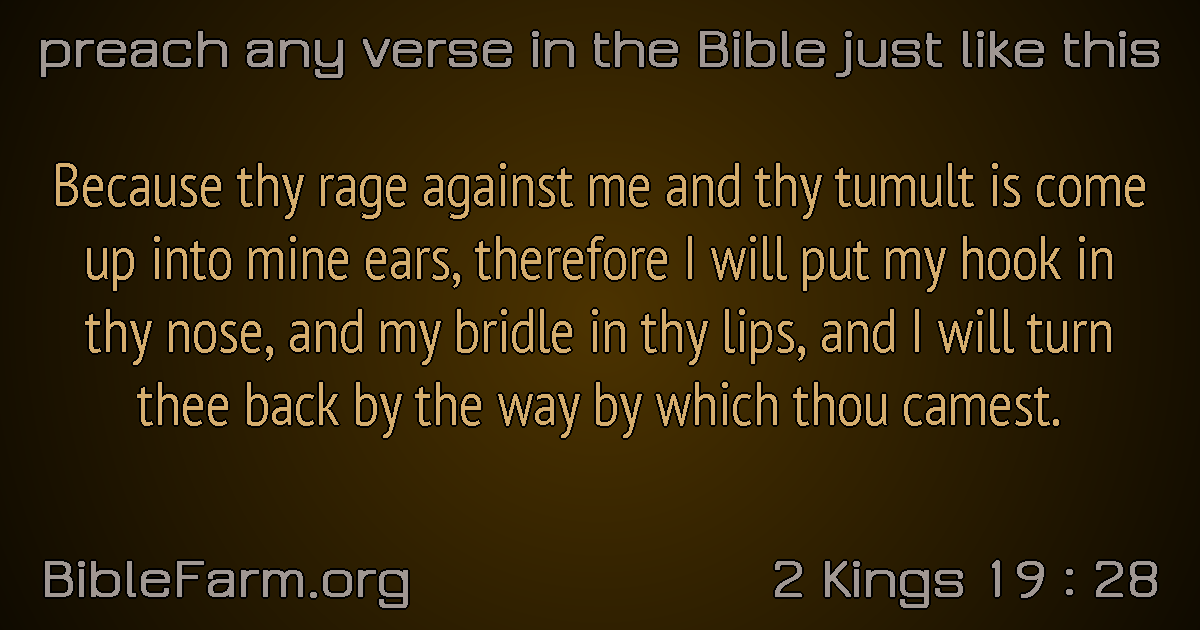 preach any verse in the Bible just like this
Because thy rage against me and thy tumult is come
up into mine ears, therefore I will put my hook in
thy nose, and my bridle in thy lips, and I will turn
thee back by the way by which thou camest.
BibleFarm.org
2 Kings 19 : 28